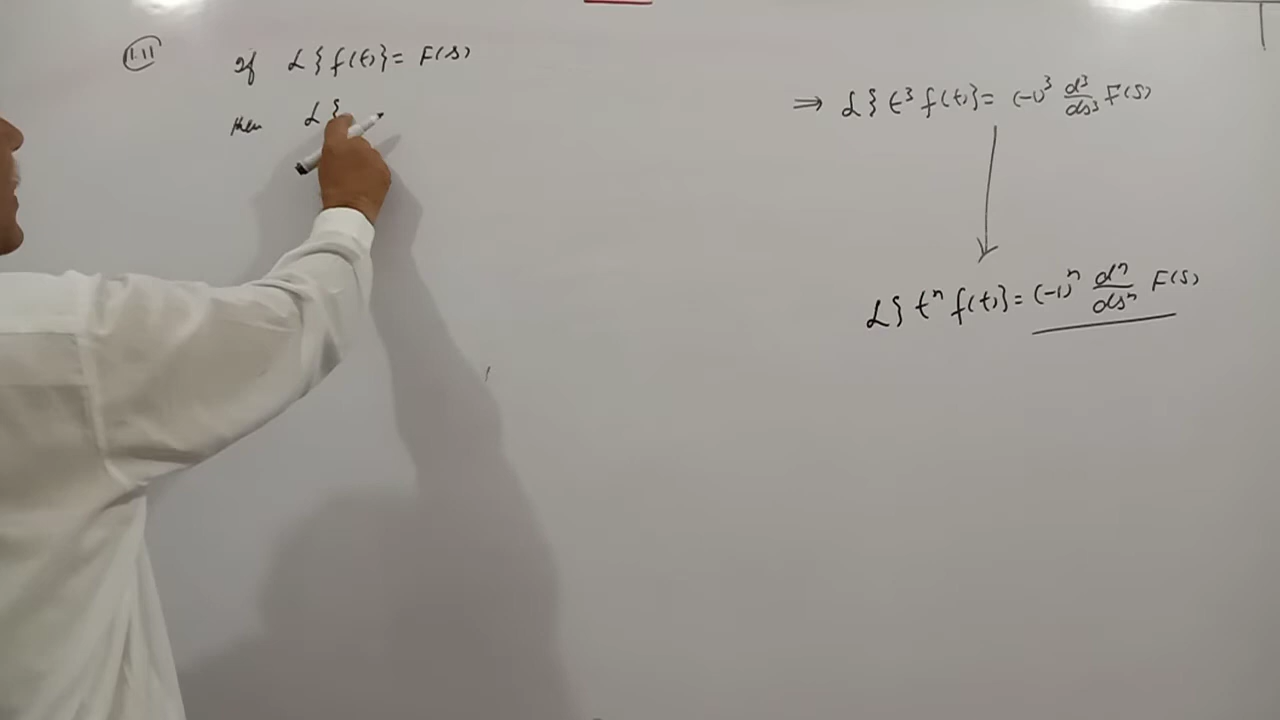 1.11 If L{f(t)} = F(s)
then L{
⇒ L{t³ f(t)} = (-1)³ d³/ds³ F(s)
L{tⁿ f(t)} = (-1)ⁿ dⁿ/dsⁿ F(s)